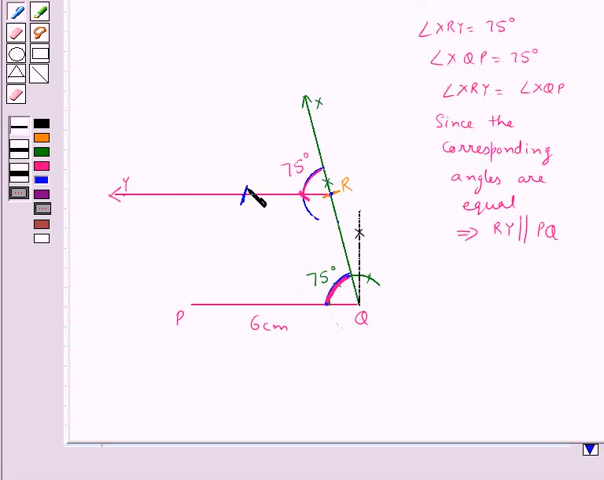 ∠XRY = 75°
∠XQP = 75°
∠XRY = ∠XQP
Since the
corresponding
angles are
equal
⇒ RY || PQ
X
75°
R
Y
75°
P
6cm
Q